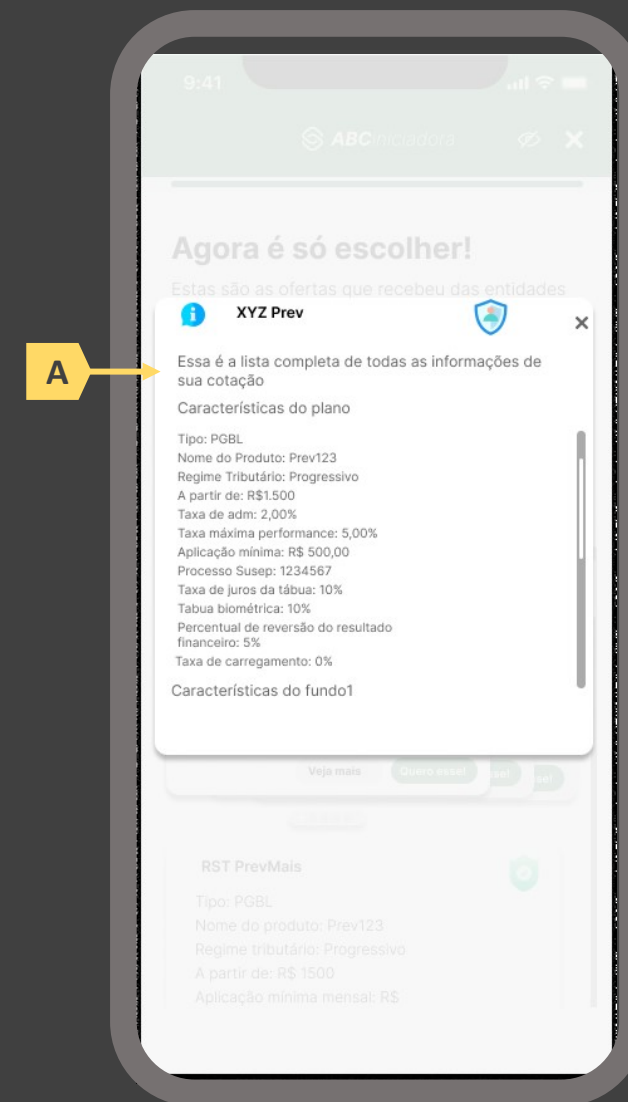 9:41
ABCiniciadora
Agora é só escolher!
Estas são as ofertas que recebeu das entidades
XYZ Prev
A
Essa é a lista completa de todas as informações de
sua cotação
Características do plano
Tipo: PGBL
Nome do Produto: Prev123
Regime Tributário: Progressivo
A partir de: R$1.500
Taxa de adm: 2,00%
Taxa máxima performance: 5,00%
Aplicação mínima: R$ 500,00
Processo Susep: 1234567
Taxa de juros da tábua: 10%
Tabua biométrica: 10%
Percentual de reversão do resultado
financeiro: 5%
Taxa de carregamento: 0%
Características do fundo1
Veja mais Quero esse!
RST PrevMais
Tipo: PGBL
Nome do produto: Prev123
Regime tributário: Progressivo
A partir de: R$ 1500
Aplicação mínima mensal: R$